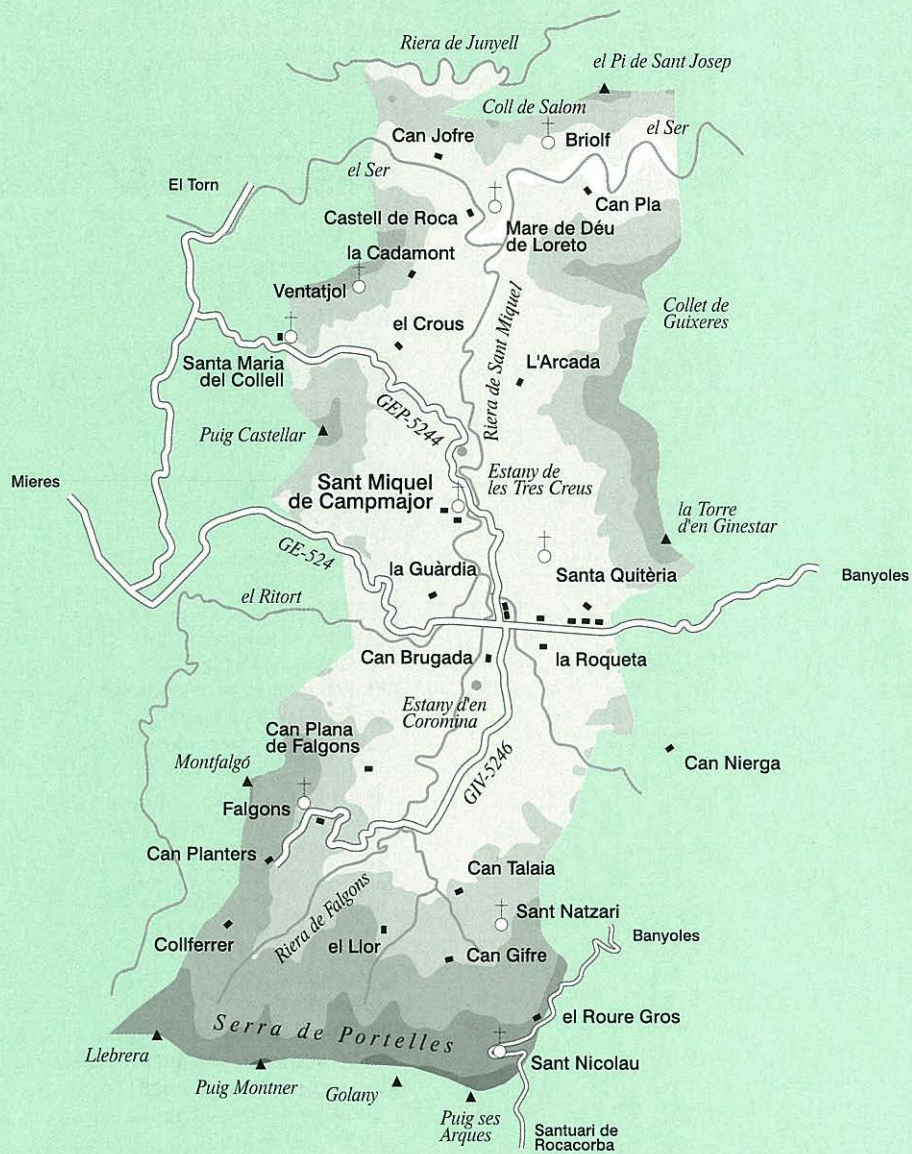 Riera de Junyell
el Pi de Sant Josep
Coll de Salom
Can Jofre
Briolf
el Ser
el Ser
El Torn
Can Pla
Castell de Roca
Mare de Déu
de Loreto
la Cadamont
Ventatjol
Collet de
Guixeres
el Crous
Riera de Sant Miquel
Santa Maria
del Collell
L'Arcada
GEP-5244
Puig Castellar
Estany de
les Tres Creus
Mieres
Sant Miquel
de Campmajor
la Torre
d'en Ginestar
GE-524
la Guàrdia
Santa Quitèria
Banyoles
el Ritort
Can Brugada
la Roqueta
Estany d'en
Coromina
Can Plana
de Falgons
Montfalgó
GIV-5246
Can Nierga
Falgons
Can Planters
Can Talaia
Riera de Falgons
Sant Natzari
Collferrer
el Llor
Banyoles
Can Gifre
el Roure Gros
Serra de Portelles
Llebrera
Sant Nicolau
Puig Montner
Golany
Puig ses
Arques
Santuari de
Rocacorba